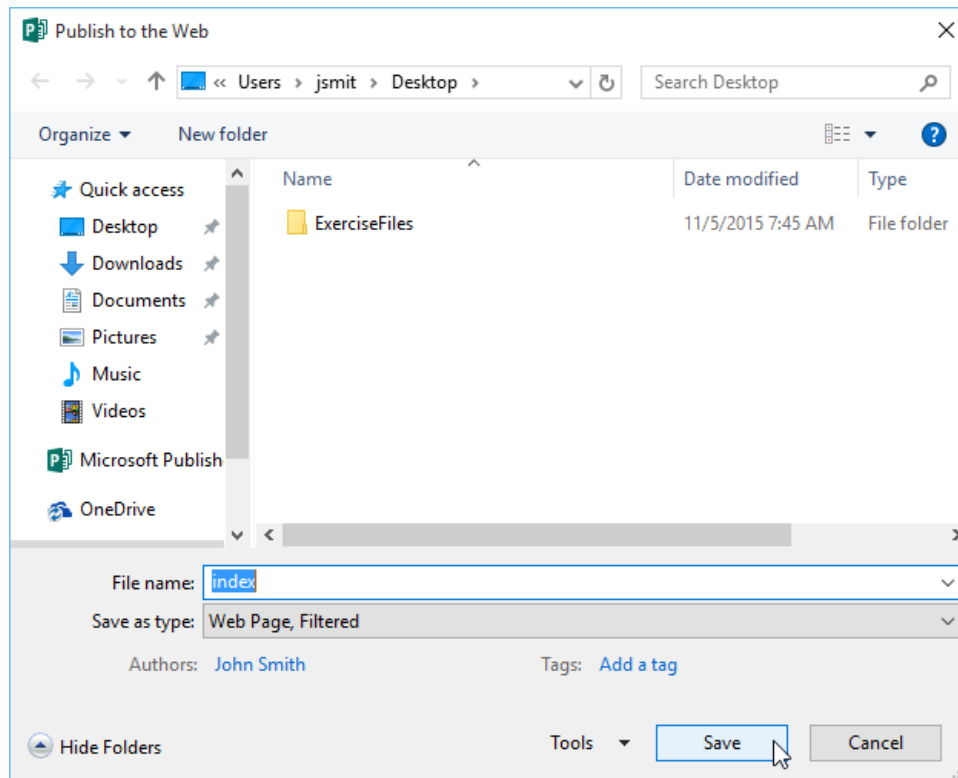 Publish to the Web
« Users › jsmit › Desktop ›
Search Desktop
Organize
New folder
Name
Date modified
Type
Quick access
Desktop
Downloads
Documents
Pictures
Music
Videos
Microsoft Publish
OneDrive
ExerciseFiles
11/5/2015 7:45 AM
File folder
File name: index
Save as type: Web Page, Filtered
Authors: John Smith
Tags: Add a tag
Hide Folders
Tools
Save
Cancel